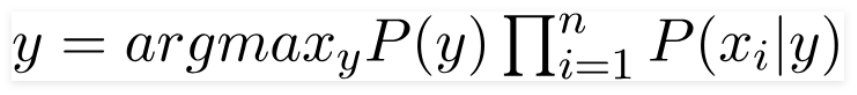 y = argmax_y P(y) ∏_{i=1}^{n} P(x_i|y)